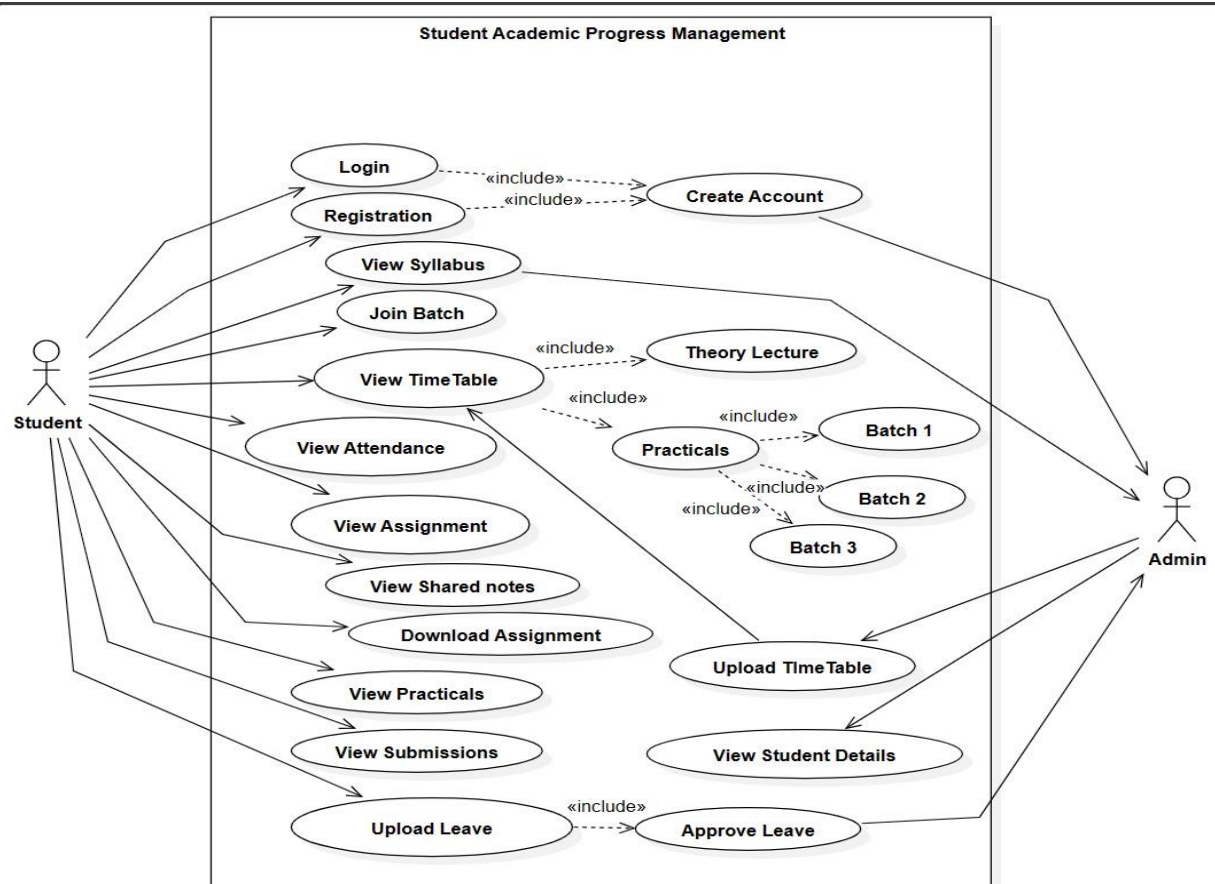 Student Academic Progress Management
Login
«include»
Create Account
Registration
«include»
View Syllabus
Join Batch
«include»
Theory Lecture
View TimeTable
«include»
Student
«include»
Batch 1
View Attendance
Practicals
«include»
Batch 2
«include»
View Assignment
Batch 3
Admin
View Shared notes
Download Assignment
Upload TImeTable
View Practicals
View Submissions
View Student Details
«include»
Upload Leave
Approve Leave